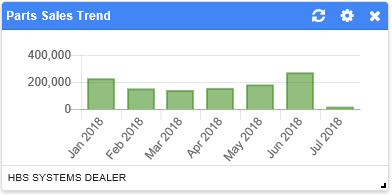 Parts Sales Trend
400,000
200,000
0
Jan 2018
Feb 2018
Mar 2018
Apr 2018
May 2018
Jun 2018
Jul 2018
HBS SYSTEMS DEALER